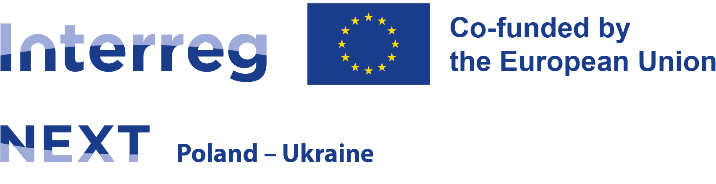 Interreg
Co-funded by
the European Union
NEXT Poland – Ukraine